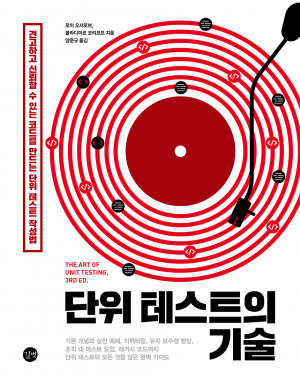 견고하고 신뢰할 수 있는 코드를 만드는 단위 테스트 작성법
로이 오셔로브,
블라디미르 코리코프 지음
임현규 옮김
THE ART OF
UNIT TESTING,
3RD ED.
단위 테스트의
기술
기본 개념과 실전 예제, 리팩터링, 유지 보수성 향상,
조직 내 테스트 도입, 레거시 코드까지
단위 테스트의 모든 것을 담은 완벽 가이드
길벗